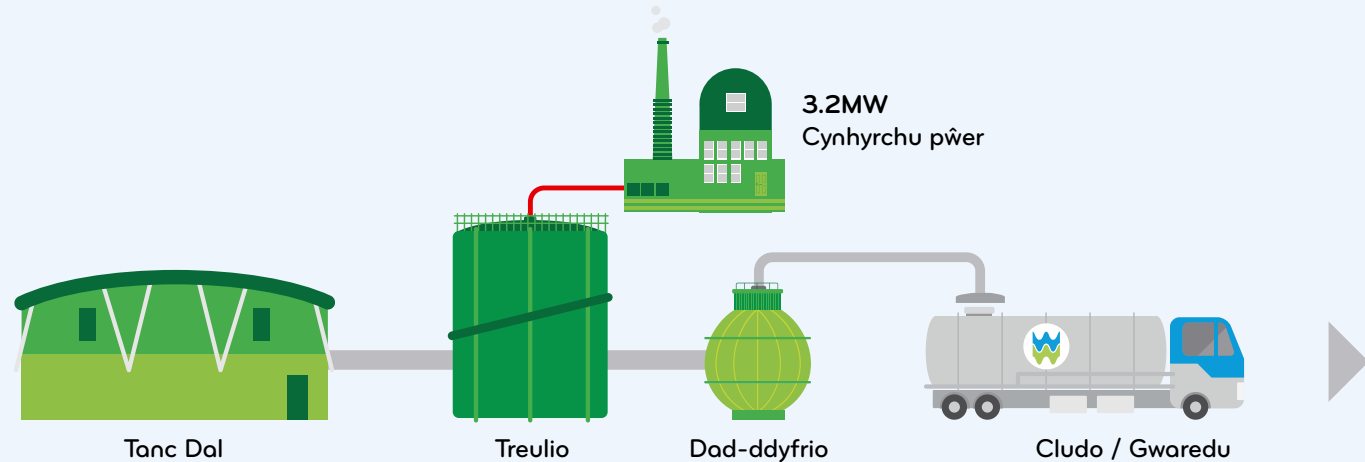 3.2MW
Cynhyrchu pŵer
Tanc Dal
Treulio
Dad-ddyfrio
Cludo / Gwaredu